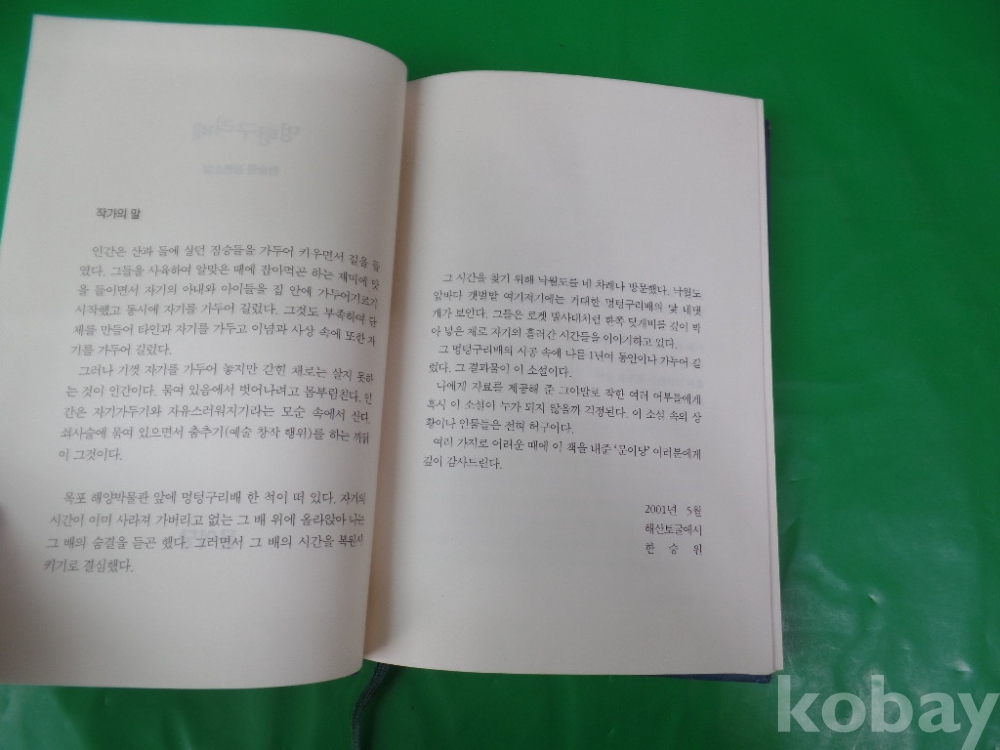 작가의 말
인간은 산과 들에 살던 짐승들을 가두어 키우면서 길을 들
였다. 그들을 사육하여 알맞은 때에 잡아먹곤 하는 재미에 맛
을 들이면서 자기의 아내와 아이들을 집 안에 가두어기르기
시작했고 동시에 자기를 가두어 길렀다. 그것도 부족하여 단
체를 만들어 타인과 자기를 가두고 이념과 사상 속에 또한 자
기를 가두어 길렀다.
그러나 기껏 자기를 가두어 놓지만 갇힌 채로는 살지 못하
는 것이 인간이다. 묶여 있음에서 벗어나려고 몸부림친다. 인
간은 자기가두기와 자유스러워지기라는 모순 속에서 산다.
쇠사슬에 묶여 있으면서 춤추기(예술 창작 행위)를 하는 까닭
이 그것이다.
목포 해양박물관 앞에 멍텅구리배 한 척이 떠 있다. 자기의
시간이 이미 사라져 가버리고 없는 그 배 위에 올라앉아 나는
그 배의 숨결을 듣곤 했다. 그러면서 그 배의 시간을 복원시
키기로 결심했다.
그 시간을 찾기 위해 낙월도를 네 차례나 방문했다. 낙월도
앞바다 갯벌밭 여기저기에는 거대한 멍텅구리배의 닻 네댓
개가 보인다. 그들은 로켓 발사대처럼 한쪽 덧개비를 깊이 박
아 넣은 채로 자기의 흘러간 시간들을 이야기하고 있다.
그 멍텅구리배의 시공 속에 나를 1년여 동안이나 가두어 길
렀다. 그 결과물이 이 소설이다.
나에게 자료를 제공해 준 그야말로 착한 여러 어부들에게
혹시 이 소설이 누가 되지 않을까 걱정된다. 이 소설 속의 상
황이나 인물들은 전혀 허구이다.
여러 가지로 어려운 때에 이 책을 내준 '문이당' 여러분에게
깊이 감사드린다.
2001년 5월
해산토굴에서
한 승 원
kobay